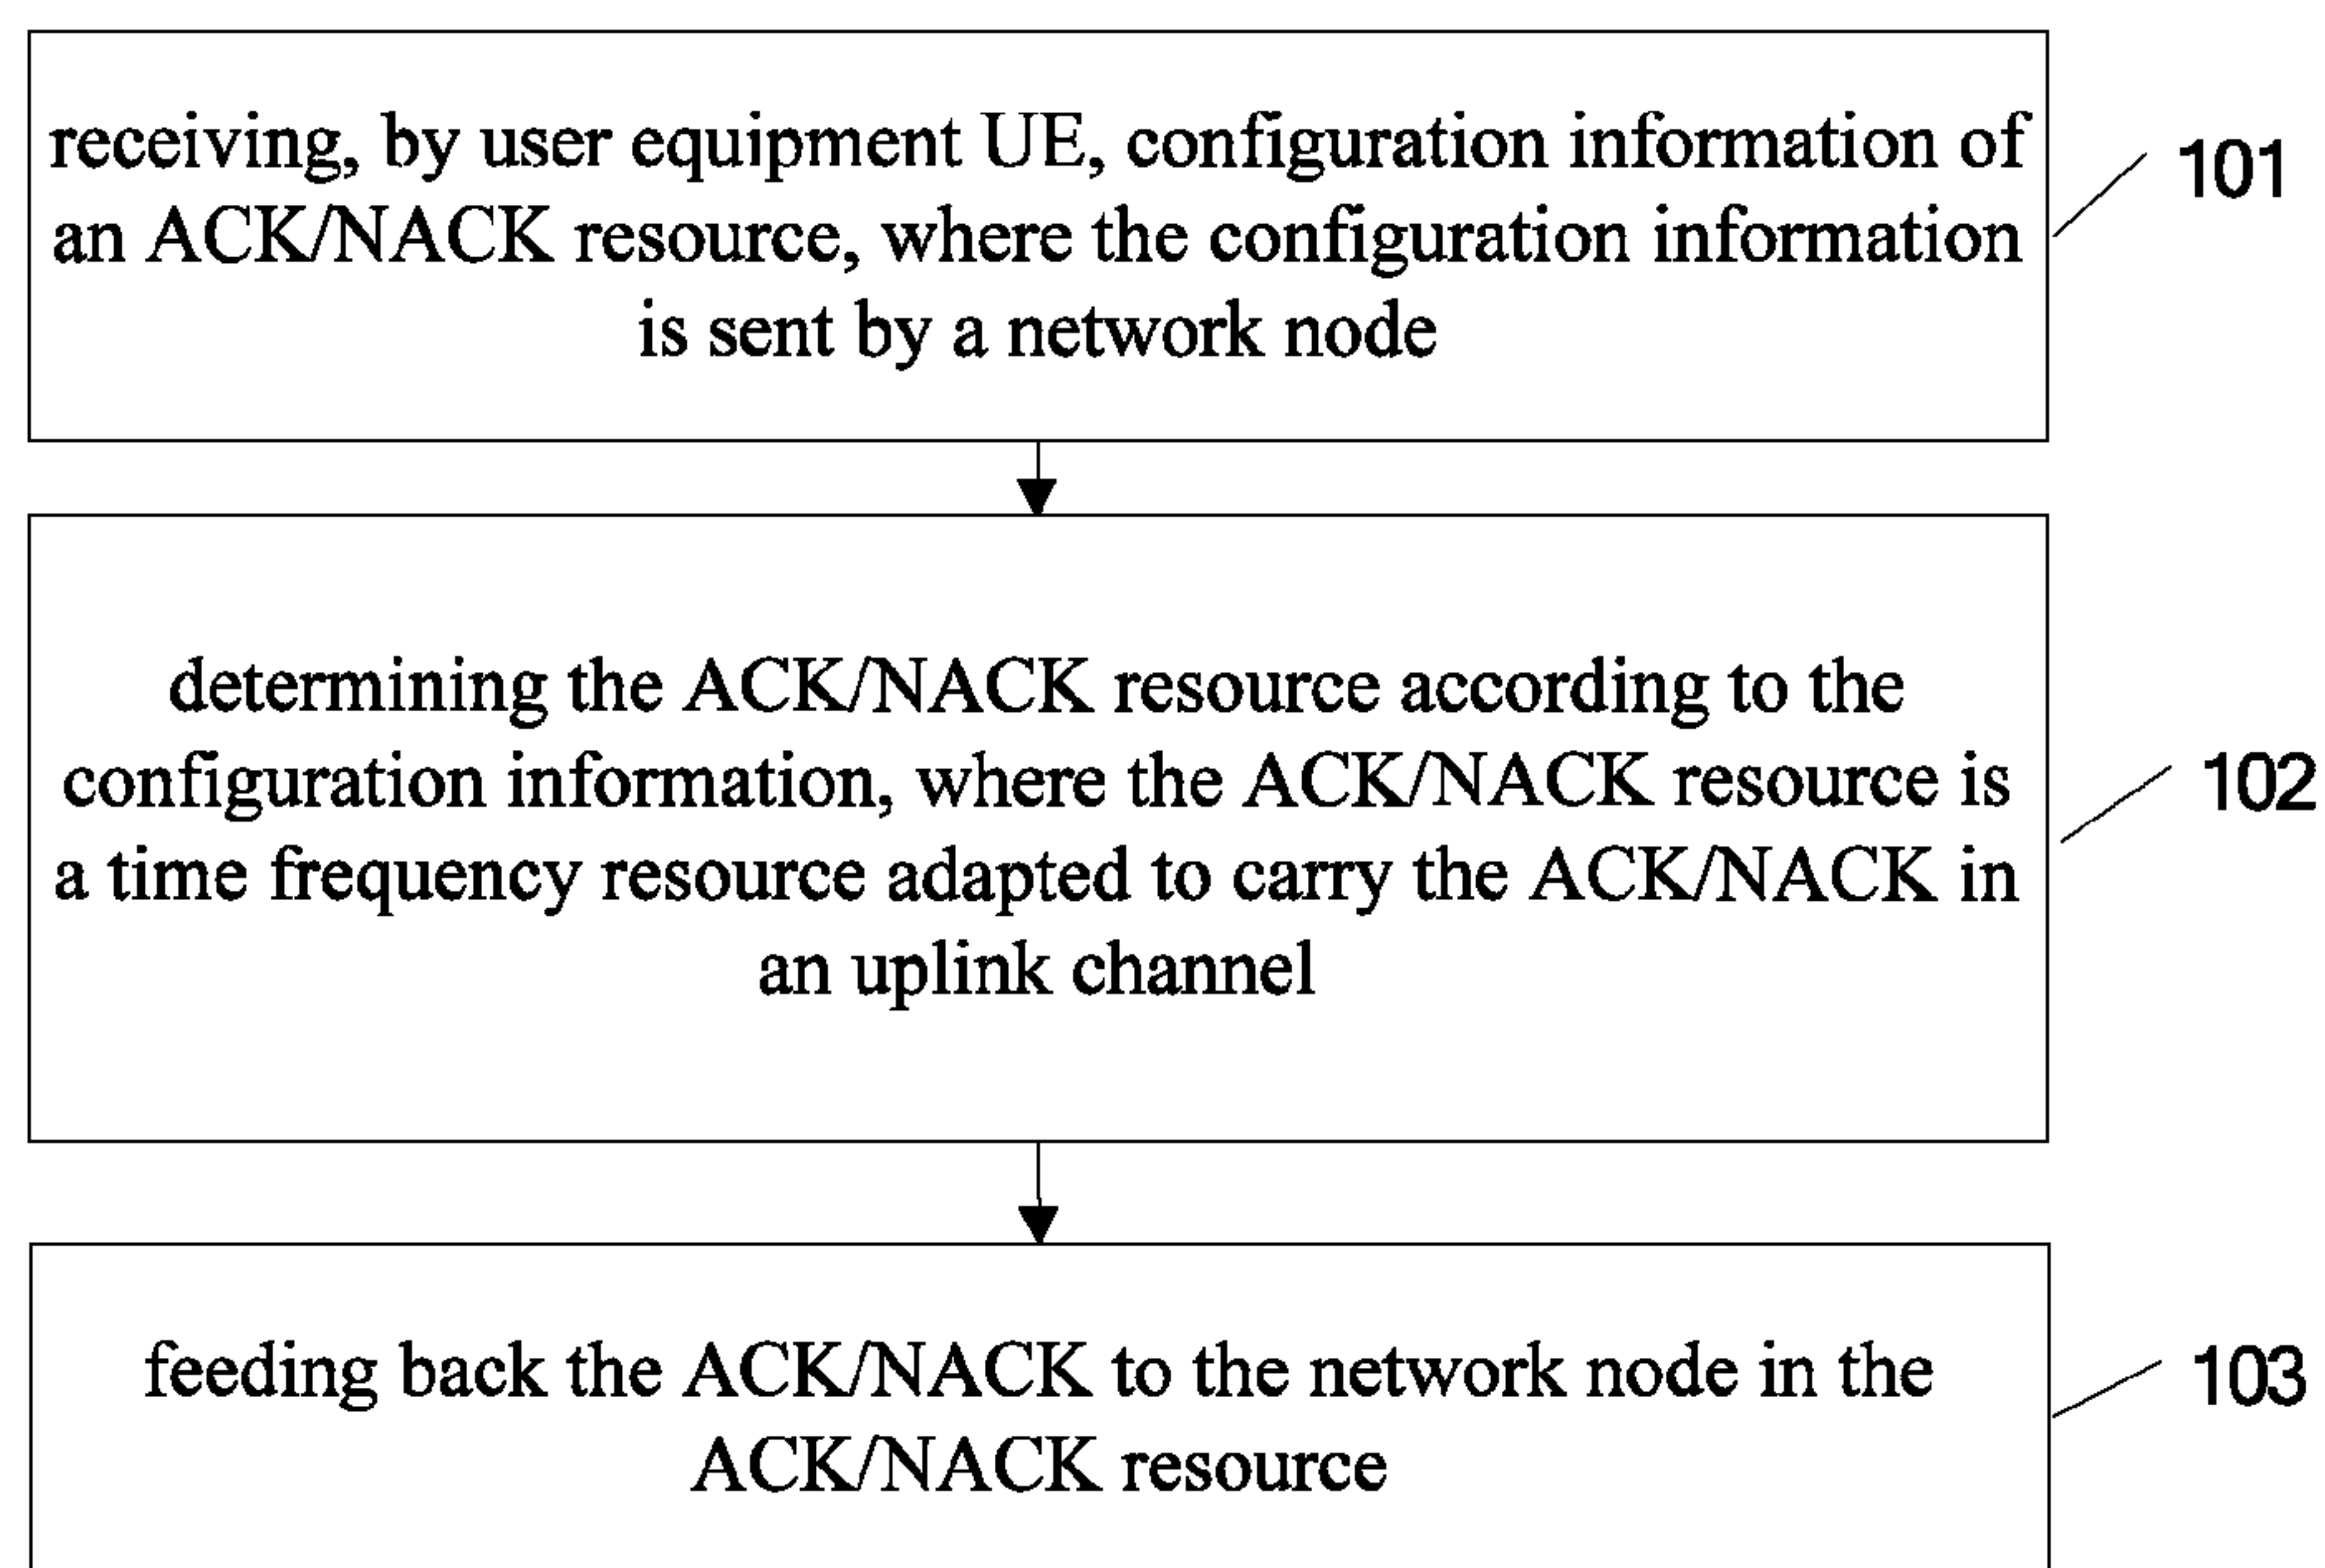 receiving, by user equipment UE, configuration information of
an ACK/NACK resource, where the configuration information
is sent by a network node
101
determining the ACK/NACK resource according to the
configuration information, where the ACK/NACK resource is
a time frequency resource adapted to carry the ACK/NACK in
an uplink channel
102
feeding back the ACK/NACK to the network node in the
ACK/NACK resource
103